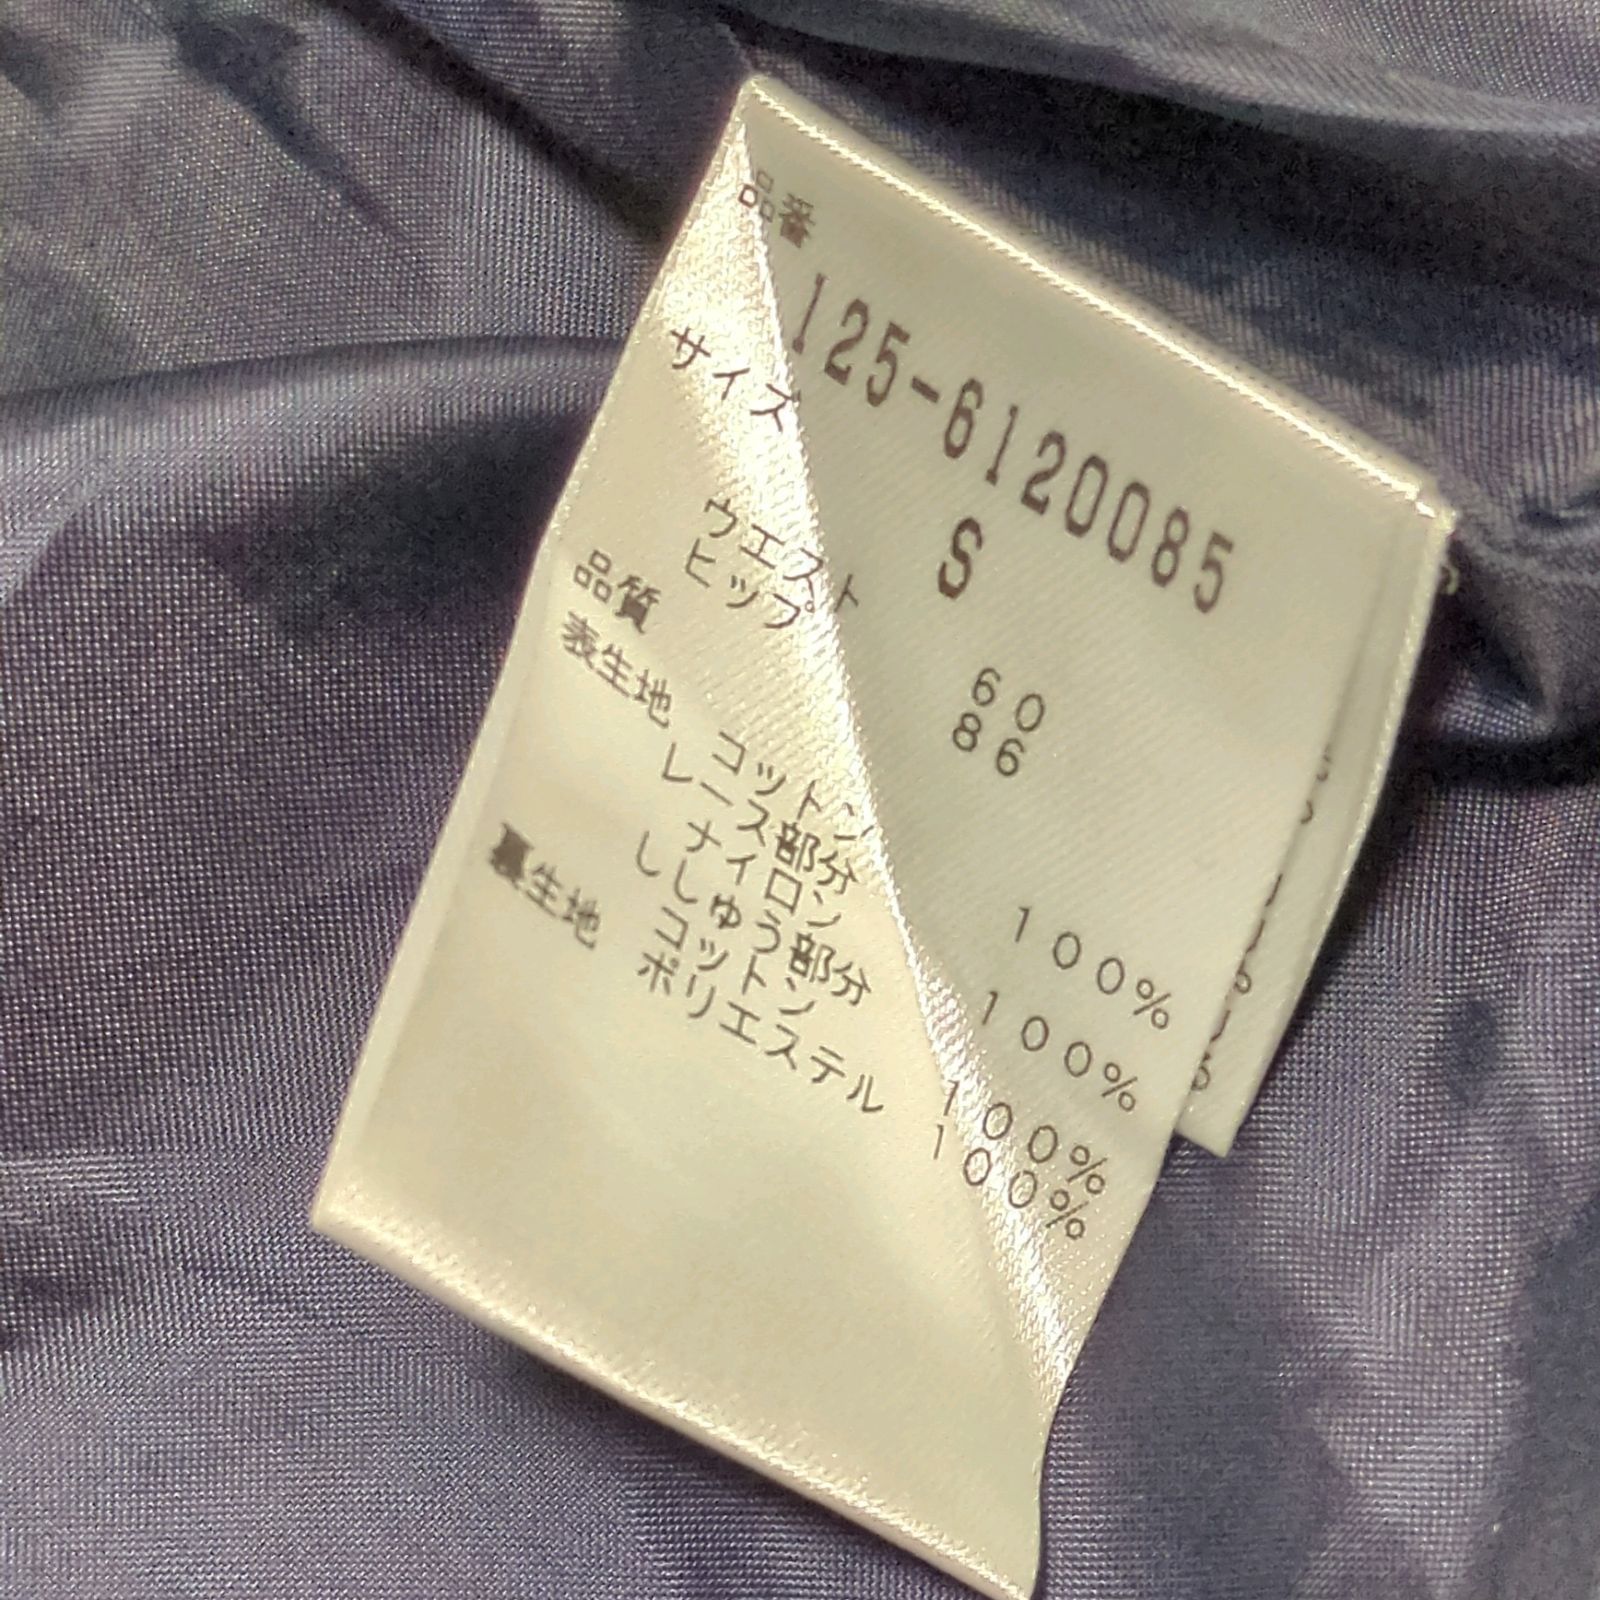 品番
125-6120085
サイズ S
ウエスト 60
ヒップ 86
品質
表生地 コットン 100%
レース部分
ナイロン 100%
ししゅう部分
コットン 100%
裏生地 ポリエステル 100%